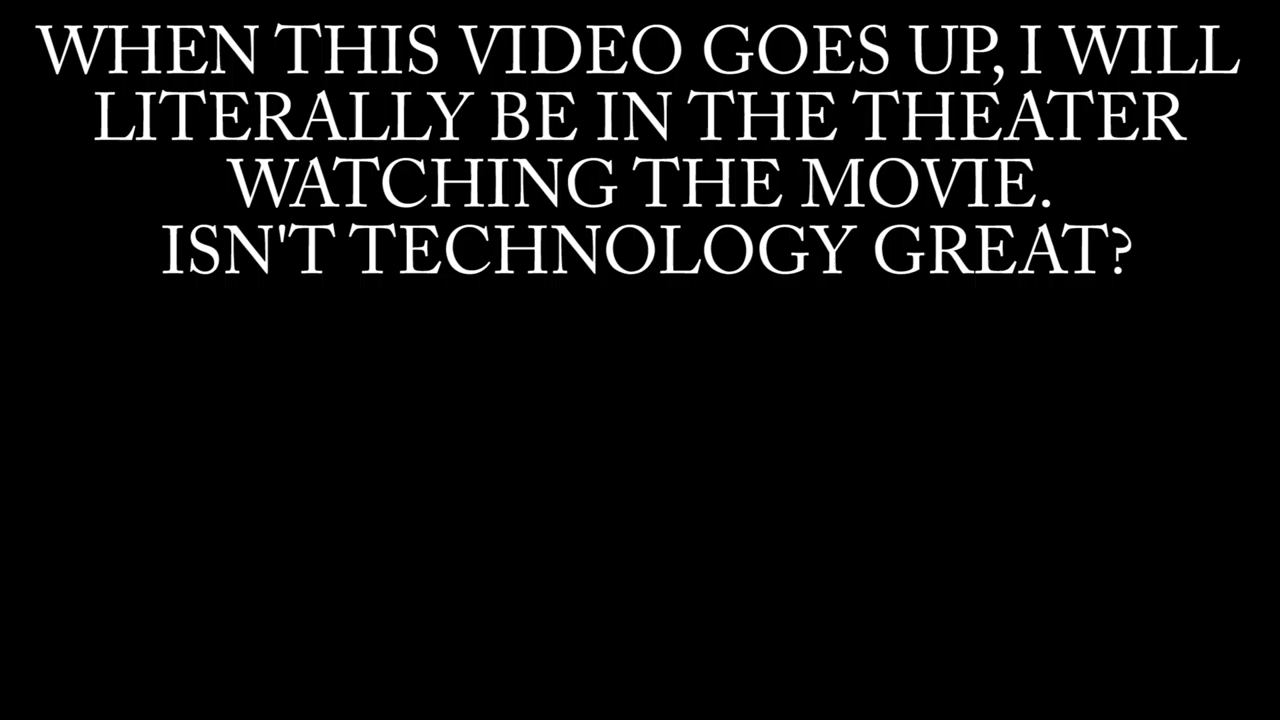 WHEN THIS VIDEO GOES UP, I WILL
LITERALLY BE IN THE THEATER
WATCHING THE MOVIE.
ISN'T TECHNOLOGY GREAT?